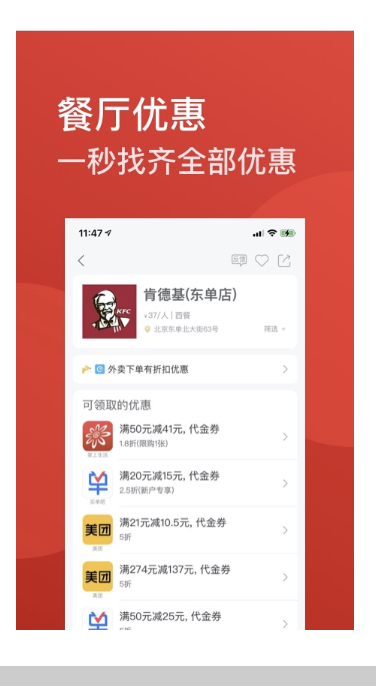 餐厅优惠
一秒找齐全部优惠
11:47
反馈
肯德基(东单店)
KFC
¥37/人 | 西餐
北京东单北大街63号
筛选
外卖下单有折扣优惠
可领取的优惠
满50元减41元, 代金券
1.8折(限购1张)
掌上生活
满20元减15元, 代金券
2.5折(新户专享)
买单吧
满21元减10.5元, 代金券
美团
5折
美团
满274元减137元, 代金券
美团
5折
美团
满50元减25元, 代金券
5折